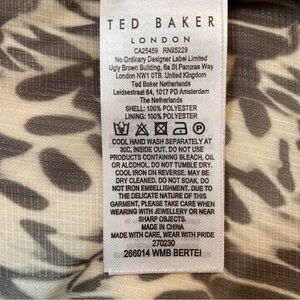 TED BAKER
LONDON
CA25459 RN95229
No Ordinary Designer Label Limited
Ugly Brown Building, 6a St.Pancras Way
London NW1 0TB. United Kingdom
Ted Baker Netherlands
Leidsestraat 64, 1017 PD Amsterdam
The Netherlands
SHELL: 100% POLYESTER
LINING: 100% POLYESTER
COOL HAND WASH SEPARATELY AT
30C, INSIDE OUT. DO NOT USE
PRODUCTS CONTAINING BLEACH, OIL
OR ALCOHOL. DO NOT TUMBLE DRY.
COOL IRON ON REVERSE. MAY BE
DRY CLEANED. DO NOT SOAK, DO
NOT IRON EMBELLISHMENT. DUE TO
THE DELICATE NATURE OF THIS
GARMENT, PLEASE TAKE CARE WHEN
WEARING WITH JEWELLERY OR NEAR
SHARP OBJECTS.
MADE IN CHINA
MADE WITH CARE, WEAR WITH PRIDE
270230
266014 WMB BERTEI